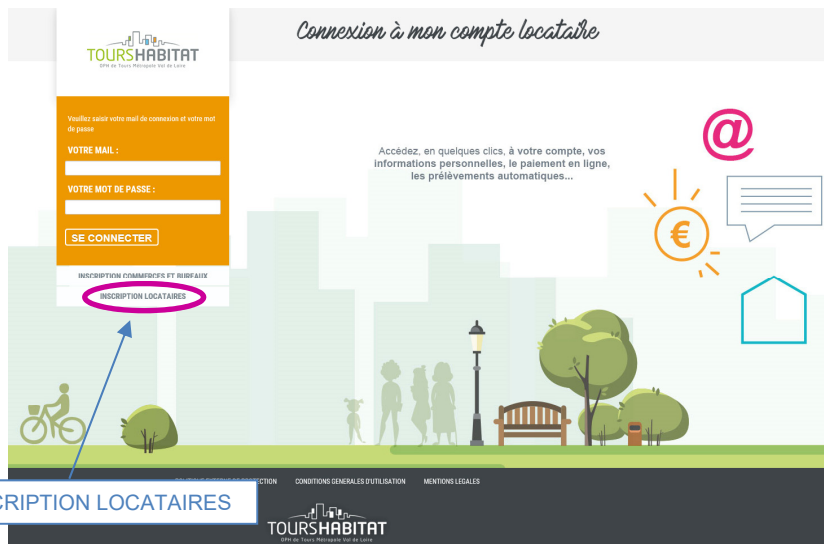 Connexion à mon compte locataire
TOURSHABITAT
OPH de Tours Métropole Val de Loire
Veuillez saisir votre mail de connexion et votre mot
de passe
VOTRE MAIL :
VOTRE MOT DE PASSE :
SE CONNECTER
INSCRIPTION COMMERCES ET BUREAUX
INSCRIPTION LOCATAIRES
Accédez, en quelques clics, à votre compte, vos
informations personnelles, le paiement en ligne,
les prélèvements automatiques...
@
€
CONDITIONS GENERALES D'UTILISATION
MENTIONS LEGALES
CRIPTION LOCATAIRES
TOURSHABITAT
OPH de Tours Métropole Val de Loire